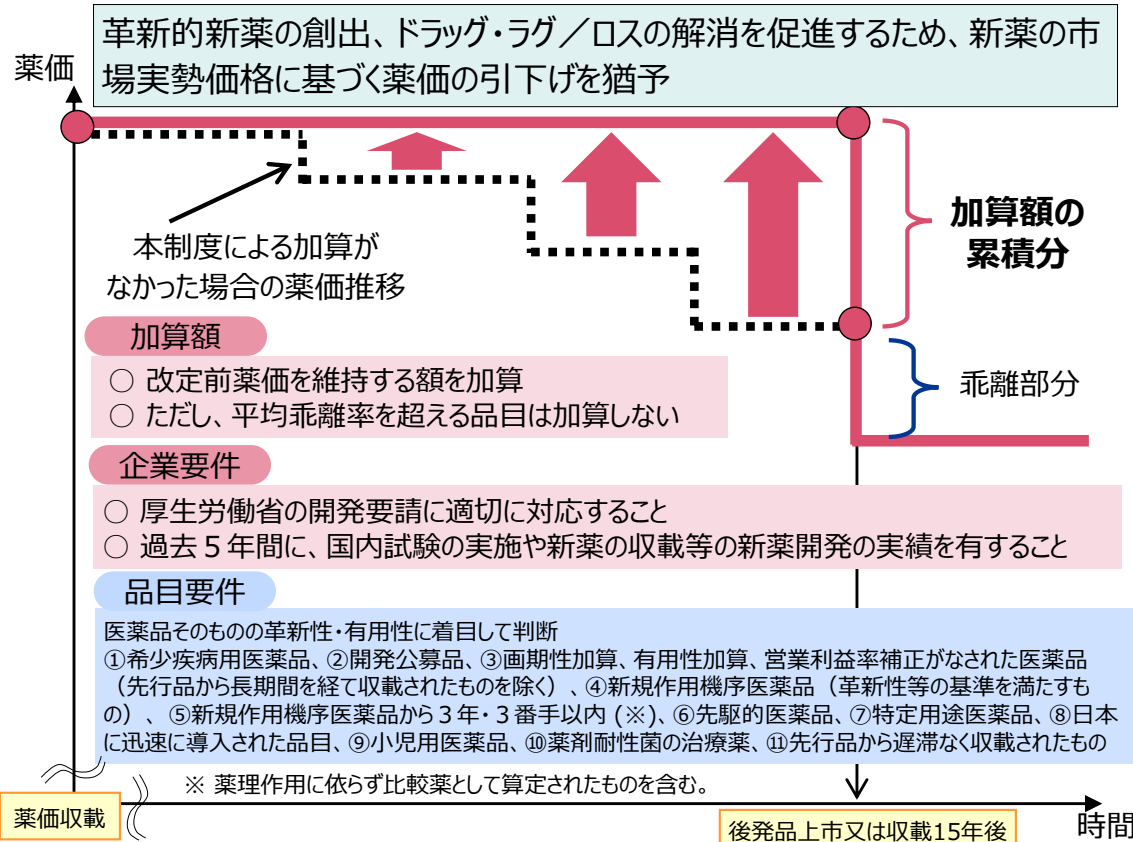 革新的新薬の創出、ドラッグ・ラグ／ロスの解消を促進するため、新薬の市
場実勢価格に基づく薬価の引下げを猶予
薬価
本制度による加算が
なかった場合の薬価推移
加算額の
累積分
乖離部分
加算額
○ 改定前薬価を維持する額を加算
○ ただし、平均乖離率を超える品目は加算しない
企業要件
○ 厚生労働省の開発要請に適切に対応すること
○ 過去５年間に、国内試験の実施や新薬の収載等の新薬開発の実績を有すること
品目要件
医薬品そのものの革新性・有用性に着目して判断
①希少疾病用医薬品、②開発公募品、③画期性加算、有用性加算、営業利益率補正がなされた医薬品
（先行品から長期間を経て収載されたものを除く）、④新規作用機序医薬品（革新性等の基準を満たすも
の）、⑤新規作用機序医薬品から３年・３番手以内 (※)、⑥先駆的医薬品、⑦特定用途医薬品、⑧日本
に迅速に導入された品目、⑨小児用医薬品、⑩薬剤耐性菌の治療薬、⑪先行品から遅滞なく収載されたもの
※ 薬理作用に依らず比較薬として算定されたものを含む。
薬価収載
後発品上市又は収載15年後
時間